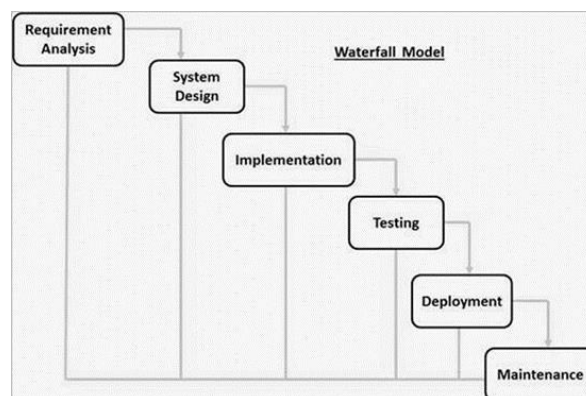 Requirement
Analysis
Waterfall Model
System
Design
Implementation
Testing
Deployment
Maintenance